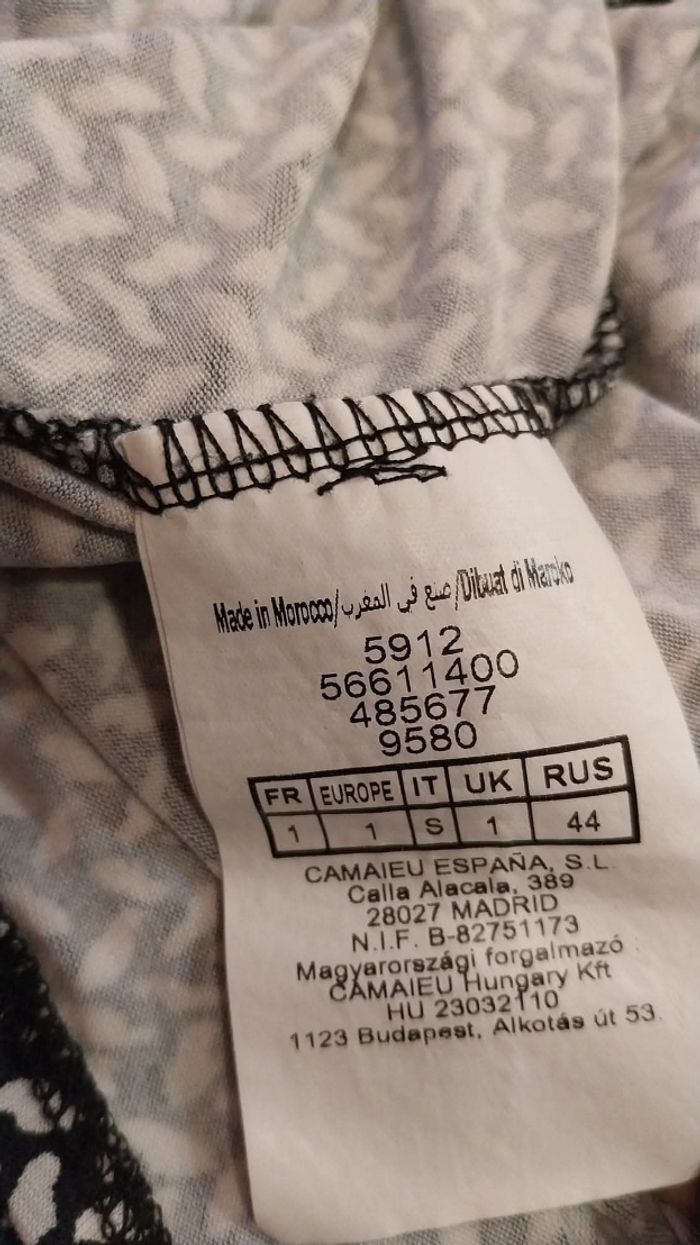 Made in Morocco/صنع في المغرب/Dibuat di Maroko
5912
56611400
485677
9580
FR EUROPE IT UK RUS
1 1 S 1 44
CAMAIEU ESPAÑA, S.L
Calla Alacala, 389
28027 MADRID
N.I.F. B-82751173
Magyarországi forgalmazó :
CAMAIEU Hungary Kft
HU 23032110
1123 Budapest, Alkotás út 53.